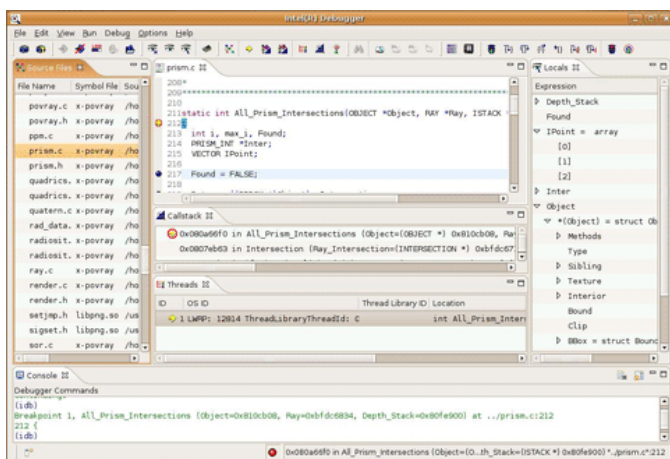 Intel(R) Debugger
File Edit View Run Debug Options Help
Source Files
File Name Symbol File Sou
povray.c x-povray /ho
povray.h x-povray /ho
ppm.c x-povray /ho
prism.c x-povray /ho
prism.h x-povray /ho
quadrics. x-povray /ho
quadrics. x-povray /ho
quaterm.c x-povray /ho
rad_data. x-povray /ho
radiosit. x-povray /ho
radiosit. x-povray /ho
ray.c x-povray /ho
render.c x-povray /ho
render.h x-povray /ho
setjmp.h libpng.so /us
sigset.h libpng.so /us
sor.c x-povray /ho
prism.c
208*
209*
210
211static int All_Prism_Intersections(OBJECT *Object, RAY *Ray, ISTACK
212{
213 int i, max_i, Found;
214 PRISM_INT *Inter;
215 VECTOR IPoint;
216
217 Found = FALSE;
218
Callstack
0x080a66f0 in All_Prism_Intersections (Object=(OBJECT *) 0x810cb08, Ra
0x0807eb63 in Intersection (Ray_Intersection=(INTERSECTION *) 0xbfdc67
Threads
ID OS ID Thread Library ID Location
1 LWRP: 12814 ThreadLibraryThreadId: C int All_Prism_Inter
Locals
Expression
Depth_Stack
Found
IPoint = array
[0]
[1]
[2]
Inter
Object
*(Object) = struct Ob
Methods
Type
Sibling
Texture
Interior
Bound
Clip
BBox = struct Bounc
Console
Debugger Commands
(idb)
Breakpoint 1, All_Prism_Intersections (Object=0x810cb08, Ray=0xbfdc6834, Depth_Stack=0x80fe900) at ../prism.c:212
212 {
(idb)
0x080a66f0 in All_Prism_Intersections (Object=(O...th_Stack=(ISTACK *) 0x80fe900) "../prism.c":212